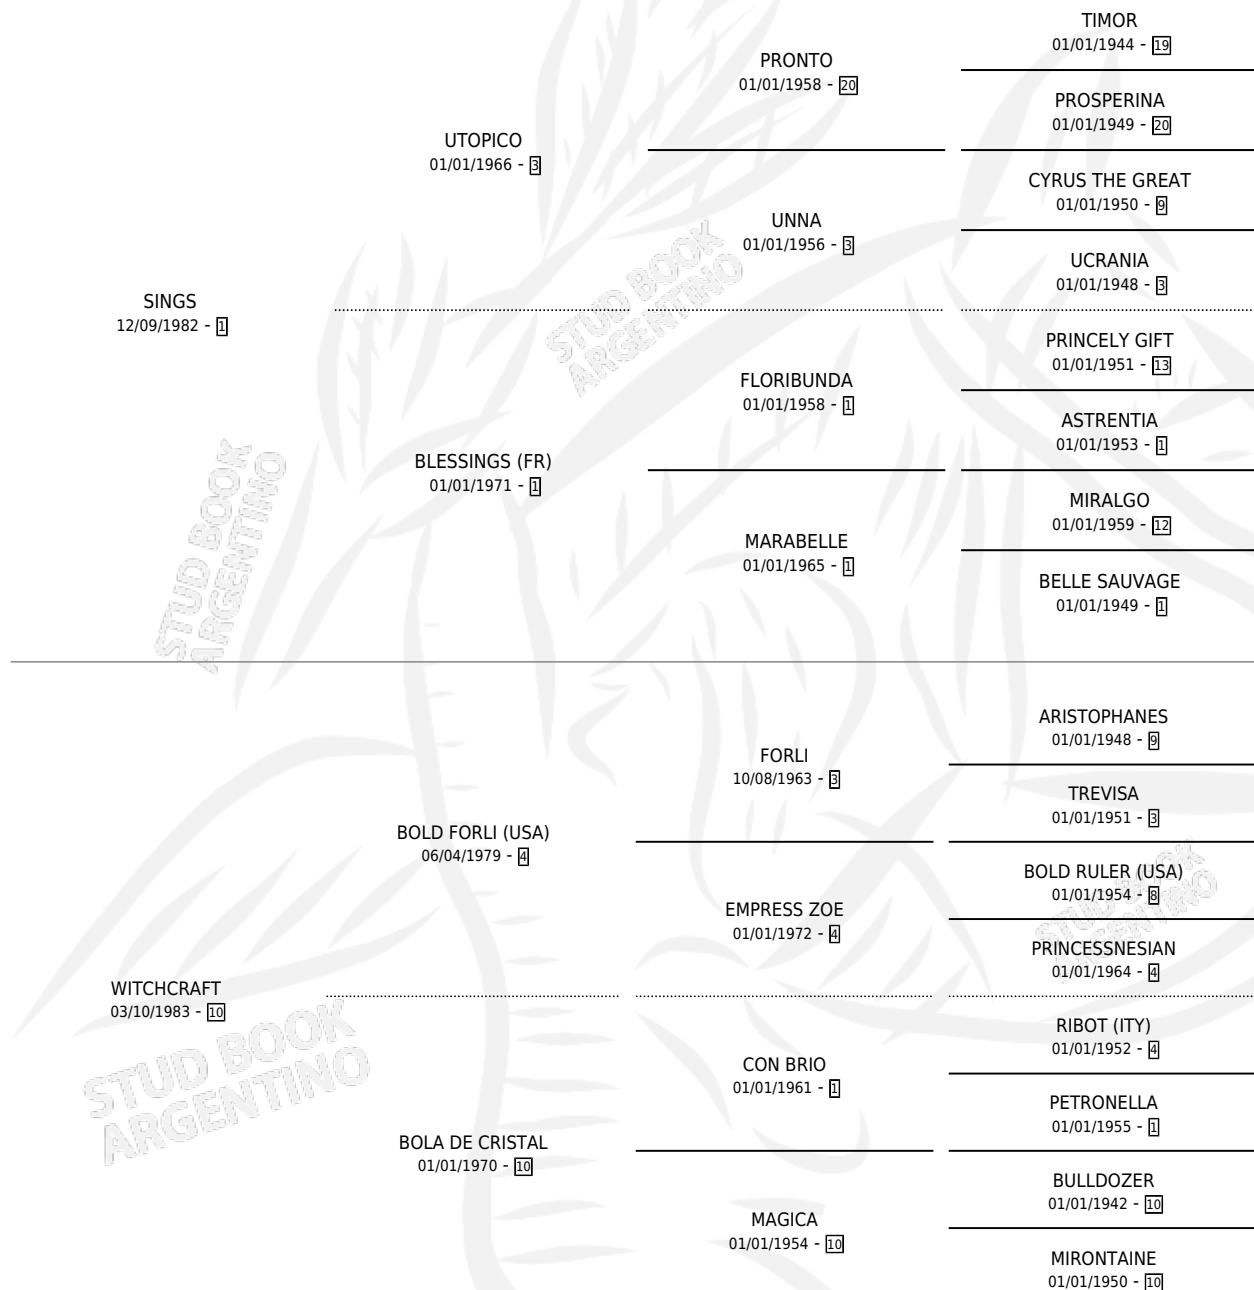 TIMOR
01/01/1944 - 19
PRONTO
01/01/1958 - 20
PROSPERINA
01/01/1949 - 20
UTOPICO
01/01/1966 - 3
CYRUS THE GREAT
01/01/1950 - 9
UNNA
01/01/1956 - 3
UCRANIA
01/01/1948 - 3
SINGS
12/09/1982 - 1
PRINCELY GIFT
01/01/1951 - 13
FLORIBUNDA
01/01/1958 - 1
ASTRENTIA
01/01/1953 - 1
BLESSINGS (FR)
01/01/1971 - 1
MIRALGO
01/01/1959 - 12
MARABELLE
01/01/1965 - 1
BELLE SAUVAGE
01/01/1949 - 1
STUD BOOK
ARGENTINO
STUD BOOK
ARGENTINO
ARISTOPHANES
01/01/1948 - 9
FORLI
10/08/1963 - 3
TREVISA
01/01/1951 - 3
BOLD FORLI (USA)
06/04/1979 - 4
BOLD RULER (USA)
01/01/1954 - 8
EMPRESS ZOE
01/01/1972 - 4
PRINCESSNESIAN
01/01/1964 - 4
WITCHCRAFT
03/10/1983 - 10
RIBOT (ITY)
01/01/1952 - 4
CON BRIO
01/01/1961 - 1
PETRONELLA
01/01/1955 - 1
BOLA DE CRISTAL
01/01/1970 - 10
BULLDOZER
01/01/1942 - 10
MAGICA
01/01/1954 - 10
MIRONTAINE
01/01/1950 - 10
STUD BOOK
ARGENTINO
STUD BOOK
ARGENTINO